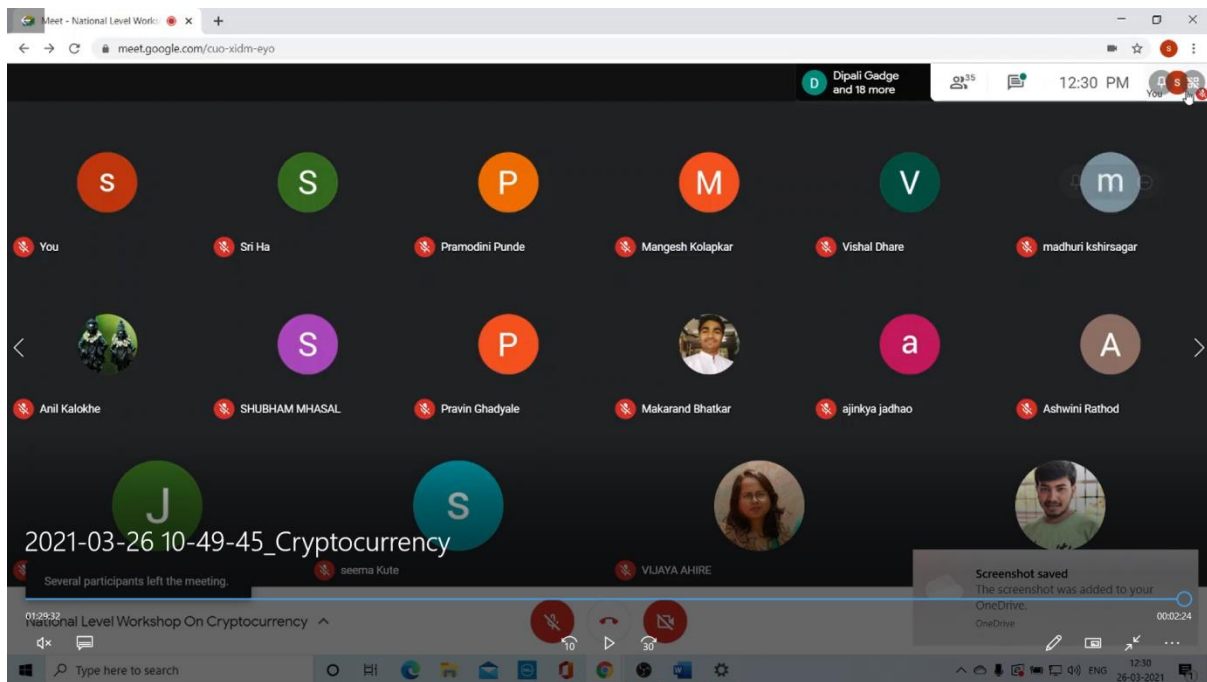 Meet - National Level Works
meet.google.com/cuo-xidm-eyo
S
D
Dipali Gadge
and 18 more
35
12:30 PM
S
You
s
S
P
M
V
m
You
Sri Ha
Pramodini Punde
Mangesh Kolapkar
Vishal Dhare
madhuri kshirsagar
S
P
a
A
Anil Kalokhe
SHUBHAM MHASAL
Pravin Ghadyale
Makarand Bhatkar
ajinkya jadhao
Ashwini Rathod
J
S
2021-03-26 10-49-45_Cryptocurrency
seema Kute
VIJAYA AHIRE
Several participants left the meeting.
Screenshot saved
The screenshot was added to your
OneDrive.
OneDrive
01:29:32
00:02:24
National Level Workshop On Cryptocurrency
10
30
Type here to search
ENG
12:30
26-03-2021